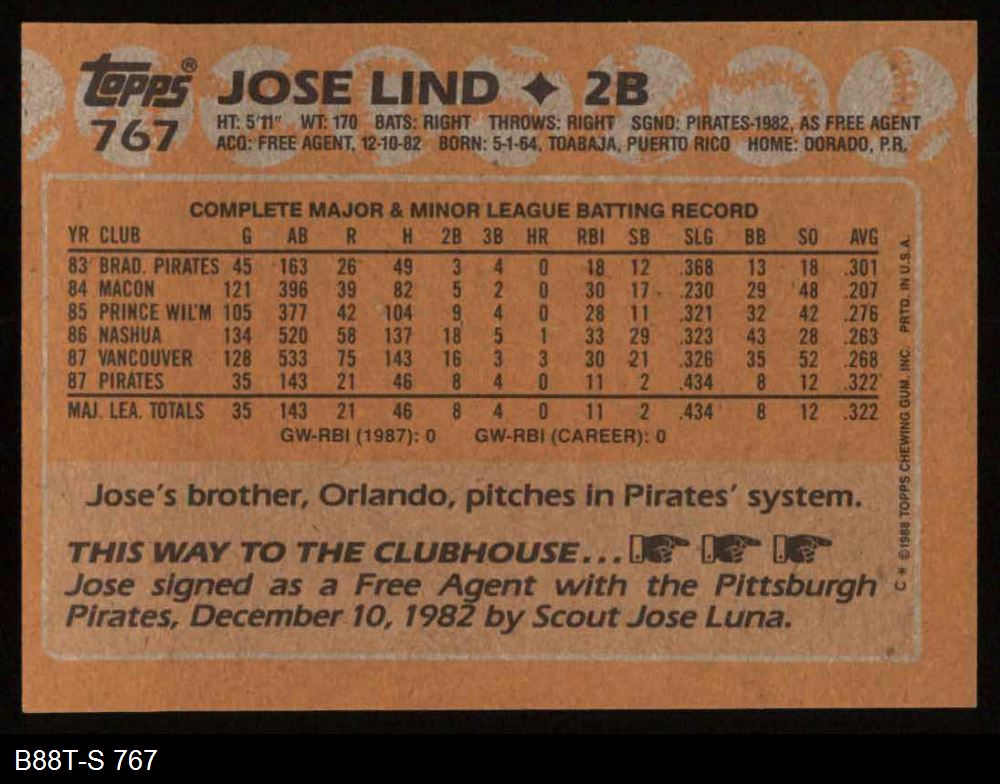 Topps® JOSE LIND ✦ 2B
767 HT: 5'11" WT: 170 BATS: RIGHT THROWS: RIGHT SGND: PIRATES-1982, AS FREE AGENT
ACQ: FREE AGENT, 12-10-82 BORN: 5-1-64, TOABAJA, PUERTO RICO HOME: DORADO, P.R.
COMPLETE MAJOR & MINOR LEAGUE BATTING RECORD
YR CLUB G AB R H 2B 3B HR RBI SB SLG BB SO AVG
83 BRAD. PIRATES 45 163 26 49 3 4 0 18 12 .368 13 18 .301
84 MACON 121 396 39 82 5 2 0 30 17 .230 29 48 .207
85 PRINCE WIL'M 105 377 42 104 9 4 0 28 11 .321 32 42 .276
86 NASHUA 134 520 58 137 18 5 1 33 29 .323 43 28 .263
87 VANCOUVER 128 533 75 143 16 3 3 30 21 .326 35 52 .268
87 PIRATES 35 143 21 46 8 4 0 11 2 .434 8 12 .322
MAJ. LEA. TOTALS 35 143 21 46 8 4 0 11 2 .434 8 12 .322
GW-RBI (1987): 0 GW-RBI (CAREER): 0
Jose's brother, Orlando, pitches in Pirates' system.
THIS WAY TO THE CLUBHOUSE...
Jose signed as a Free Agent with the Pittsburgh
Pirates, December 10, 1982 by Scout Jose Luna.
C * ©1988 TOPPS CHEWING GUM, INC. PRTD. IN U.S.A.
B88T-S 767